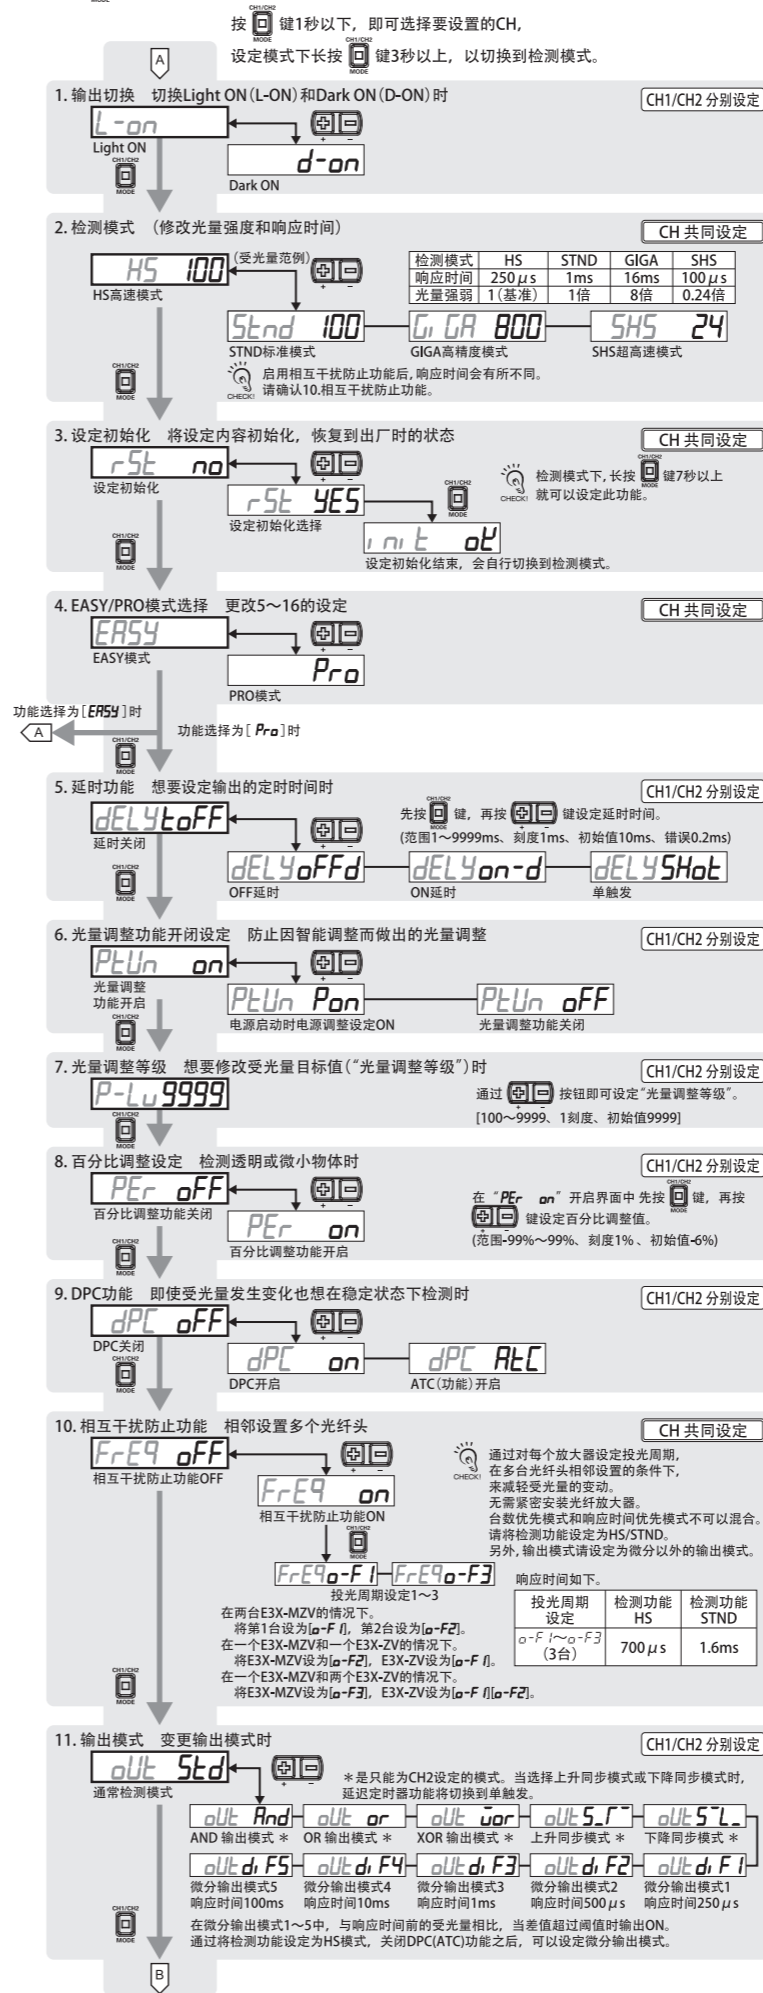 MODE
按 CH1/CH2 MODE 键1秒以下，即可选择要设置的CH，
设定模式下长按 CH1/CH2 MODE 键3秒以上，以切换到检测模式。
A
1. 输出切换 切换Light ON（L-ON）和Dark ON（D-ON）时
CH1/CH2 分别设定
L-on
Light ON
+ −
d-on
Dark ON
CH1/CH2
MODE
2. 检测模式 （修改光量强度和响应时间）
CH 共同设定
HS 100
（受光量范例）
HS高速模式
+ −
检测模式 HS STND GIGA SHS
响应时间 250μs 1ms 16ms 100μs
光量强弱 1（基准） 1倍 8倍 0.24倍
Stnd 100
GiGA 800
SHS 24
STND标准模式
GIGA高精度模式
SHS超高速模式
CHECK!
启用相互干扰防止功能后，响应时间会有所不同。
请确认10.相互干扰防止功能。
CH1/CH2
MODE
3. 设定初始化 将设定内容初始化，恢复到出厂时的状态
CH 共同设定
rSt no
设定初始化
+ −
rSt YES
设定初始化选择
CH1/CH2
MODE
init oK
设定初始化结束，会自行切换到检测模式。
CHECK!
检测模式下，长按 CH1/CH2 MODE 键7秒以上
就可以设定此功能。
CH1/CH2
MODE
4. EASY/PRO模式选择 更改5～16的设定
CH 共同设定
EASY
EASY模式
+ −
Pro
PRO模式
功能选择为[ EASY ]时
A
功能选择为[ Pro ]时
CH1/CH2
MODE
5. 延时功能 想要设定输出的定时时间时
CH1/CH2 分别设定
dELY toFF
延时关闭
+ −
先按 CH1/CH2 MODE 键，再按 + − 键设定延时时间。
(范围1～9999ms、刻度1ms、初始值10ms、错误0.2ms)
dELY oFFd
dELY on-d
dELY SHot
OFF延时
ON延时
单触发
CH1/CH2
MODE
6. 光量调整功能开闭设定 防止因智能调整而做出的光量调整
CH1/CH2 分别设定
PtUn on
光量调整
功能开启
+ −
PtUn Pon
PtUn oFF
电源启动时电源调整设定ON
光量调整功能关闭
CH1/CH2
MODE
7. 光量调整等级 想要修改受光量目标值（“光量调整等级”）时
CH1/CH2 分别设定
P-Lv 9999
通过 + − 按钮即可设定“光量调整等级”。
[100～9999、1刻度、初始值9999]
CH1/CH2
MODE
8. 百分比调整设定 检测透明或微小物体时
CH1/CH2 分别设定
PEr oFF
百分比调整功能关闭
+ −
PEr on
百分比调整功能开启
在 “PEr on” 开启界面中 先按 CH1/CH2 MODE 键，再按
+ − 键设定百分比调整值。
(范围-99%～99%、刻度1% 、初始值-6%)
CH1/CH2
MODE
9. DPC功能 即使受光量发生变化也想在稳定状态下检测时
CH1/CH2 分别设定
dPC oFF
DPC关闭
+ −
dPC on
dPC AtC
DPC开启
ATC（功能）开启
CH1/CH2
MODE
10. 相互干扰防止功能 相邻设置多个光纤头
CH 共同设定
FrEq oFF
相互干扰防止功能OFF
+ −
FrEq on
相互干扰防止功能ON
CH1/CH2
MODE
FrEq o-F1
FrEq o-F3
投光周期设定1～3
CHECK!
通过对每个放大器设定投光周期，
在多台光纤头相邻设置的条件下，
来减轻受光量的变动。
无需紧密安装光纤放大器。
台数优先模式和响应时间优先模式不可以混合。
请将检测功能设定为HS/STND。
另外，输出模式请设定为微分以外的输出模式。
响应时间如下。
投光周期设定 检测功能HS 检测功能STND
o-F1～o-F3（3台） 700μs 1.6ms
在两台E3X-MZV的情况下。
将第1台设为[o-F1]，第2台设为[o-F2]。
在一个E3X-MZV和一个E3X-ZV的情况下。
将E3X-MZV设为[o-F2]，E3X-ZV设为[o-F1]。
在一个E3X-MZV和两个E3X-ZV的情况下。
将E3X-MZV设为[o-F3]，E3X-ZV设为[o-F1][o-F2]。
CH1/CH2
MODE
11. 输出模式 变更输出模式时
CH1/CH2 分别设定
oUt Std
通常检测模式
+ −
＊是只能为CH2设定的模式。当选择上升同步模式或下降同步模式时，
延迟定时器功能将切换到单触发。
oUt And
oUt or
AND 输出模式 ＊
OR 输出模式 ＊
XOR 输出模式 ＊
上升同步模式 ＊
下降同步模式 ＊
oUt diF5
oUt diF4
oUt diF3
oUt diF2
oUt diF1
微分输出模式5
微分输出模式4
微分输出模式3
微分输出模式2
微分输出模式1
响应时间100ms
响应时间10ms
响应时间1ms
响应时间500μs
响应时间250μs
在微分输出模式1～5中，与响应时间前的受光量相比，当差值超过阈值时输出ON。
通过将检测功能设定为HS模式，关闭DPC(ATC)功能之后，可以设定微分输出模式。
CH1/CH2
MODE
B